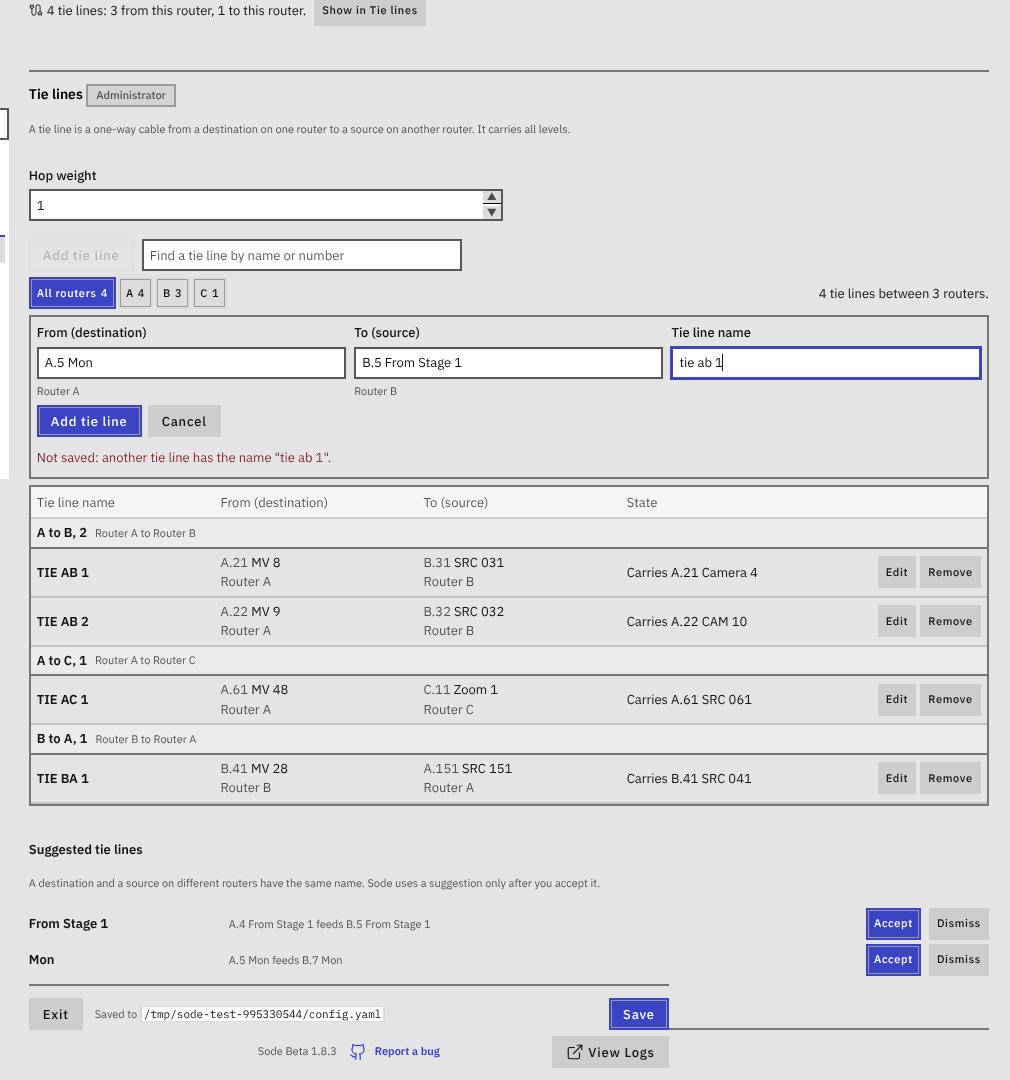 4 tie lines: 3 from this router, 1 to this router. Show in Tie lines
Tie lines Administrator
A tie line is a one-way cable from a destination on one router to a source on another router. It carries all levels.
Hop weight
1
Add tie line Find a tie line by name or number
All routers 4 A 4 B 3 C 1 4 tie lines between 3 routers.
From (destination) To (source) Tie line name
A.5 Mon B.5 From Stage 1 tie ab 1
Router A Router B
Add tie line Cancel
Not saved: another tie line has the name "tie ab 1".
Tie line name From (destination) To (source) State
A to B, 2 Router A to Router B
TIE AB 1 A.21 MV 8 B.31 SRC 031 Carries A.21 Camera 4 Edit Remove
Router A Router B
TIE AB 2 A.22 MV 9 B.32 SRC 032 Carries A.22 CAM 10 Edit Remove
Router A Router B
A to C, 1 Router A to Router C
TIE AC 1 A.61 MV 48 C.11 Zoom 1 Carries A.61 SRC 061 Edit Remove
Router A Router C
B to A, 1 Router B to Router A
TIE BA 1 B.41 MV 28 A.151 SRC 151 Carries B.41 SRC 041 Edit Remove
Router B Router A
Suggested tie lines
A destination and a source on different routers have the same name. Sode uses a suggestion only after you accept it.
From Stage 1 A.4 From Stage 1 feeds B.5 From Stage 1 Accept Dismiss
Mon A.5 Mon feeds B.7 Mon Accept Dismiss
Exit Saved to /tmp/sode-test-995330544/config.yaml Save
Sode Beta 1.8.3 Report a bug View Logs